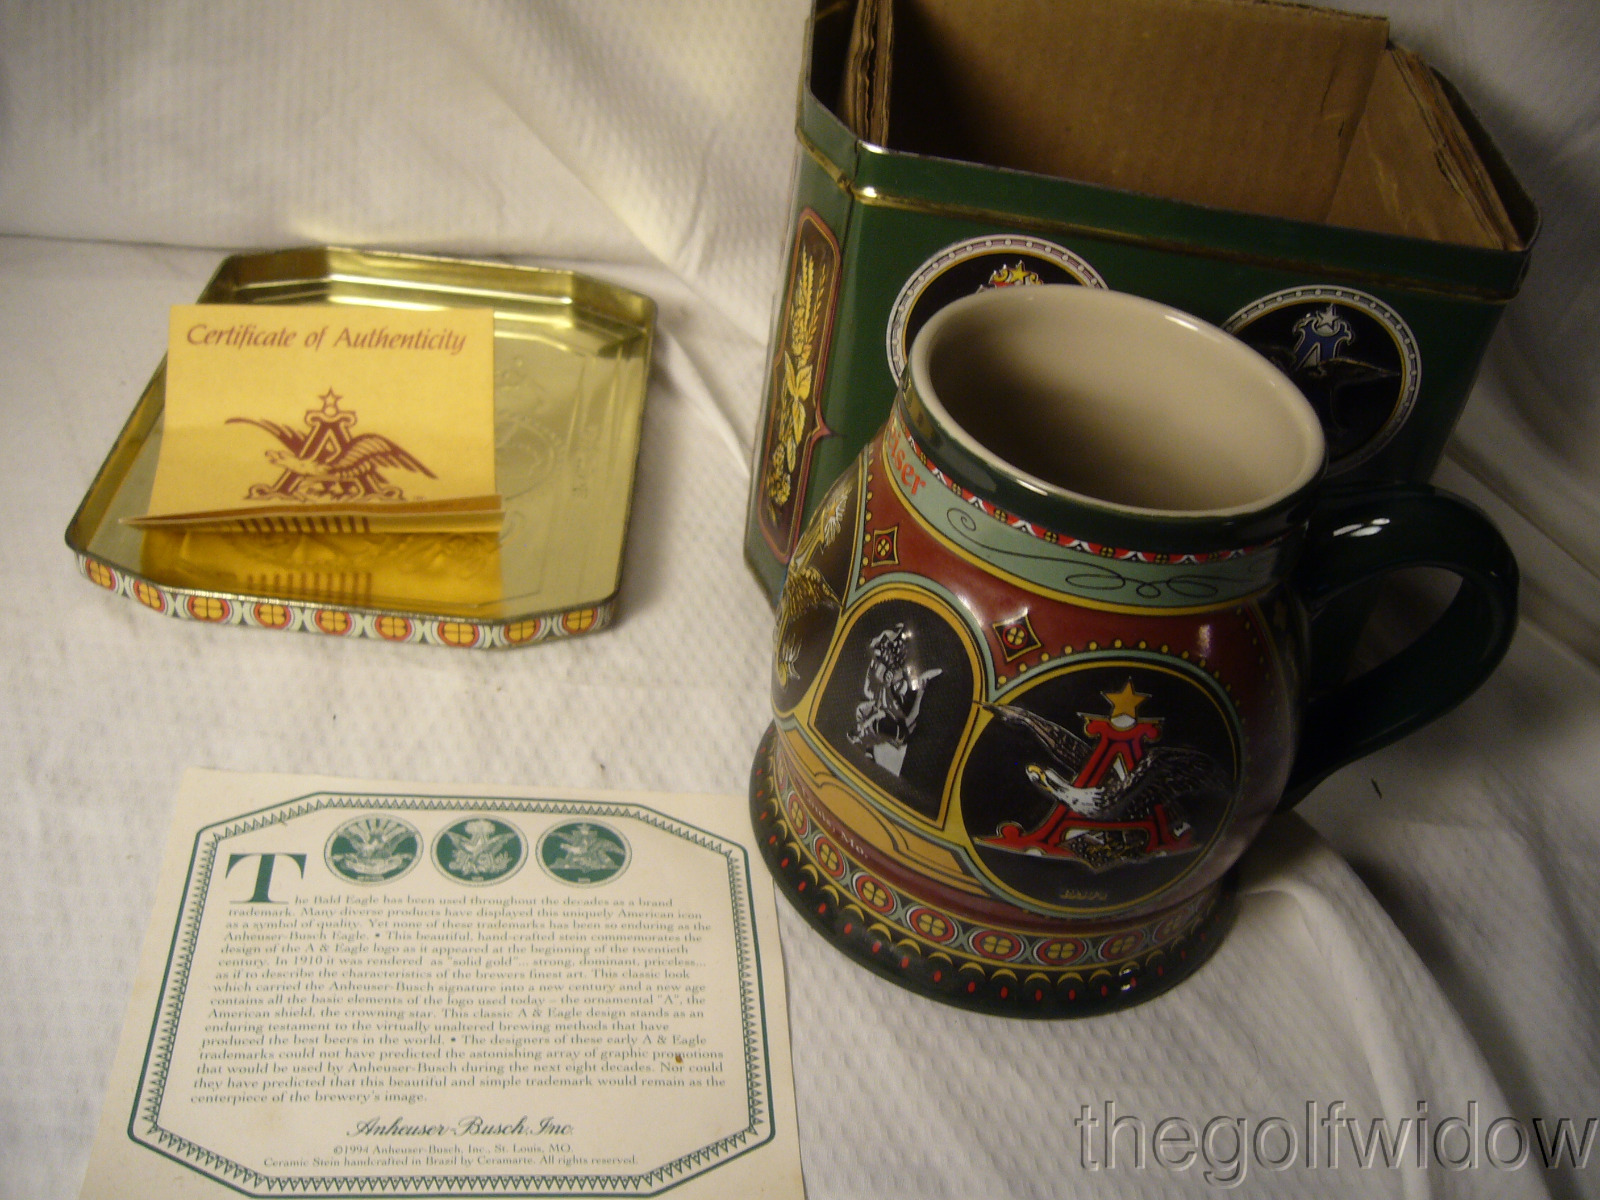 Certificate of Authenticity
A
A
A
The Bald Eagle has been used throughout the decades as a brand
trademark. Many diverse products have displayed this uniquely American icon
as a symbol of quality. Yet none of these trademarks has been so enduring as the
Anheuser-Busch Eagle. • This beautiful, hand-crafted stein commemorates the
design of the A & Eagle logo as it appeared at the beginning of the twentieth
century. In 1910 it was rendered as "solid gold"... strong, dominant, priceless...
as if to describe the characteristics of the brewers finest art. This classic look
which carried the Anheuser-Busch signature into a new century and a new age
contains all the basic elements of the logo used today – the ornamental "A", the
American shield, the crowning star. This classic A & Eagle design stands as an
enduring testament to the virtually unaltered brewing methods that have
produced the best beers in the world. • The designers of these early A & Eagle
trademarks could not have predicted the astonishing array of graphic promotions
that would be used by Anheuser-Busch during the next eight decades. Nor could
they have predicted that this beautiful and simple trademark would remain as the
centerpiece of the brewery's image.
Anheuser-Busch, Inc.
©1994 Anheuser-Busch, Inc., St. Louis, MO.
Ceramic Stein handcrafted in Brazil by Ceramarte. All rights reserved.
Mo.
thegolfwidow